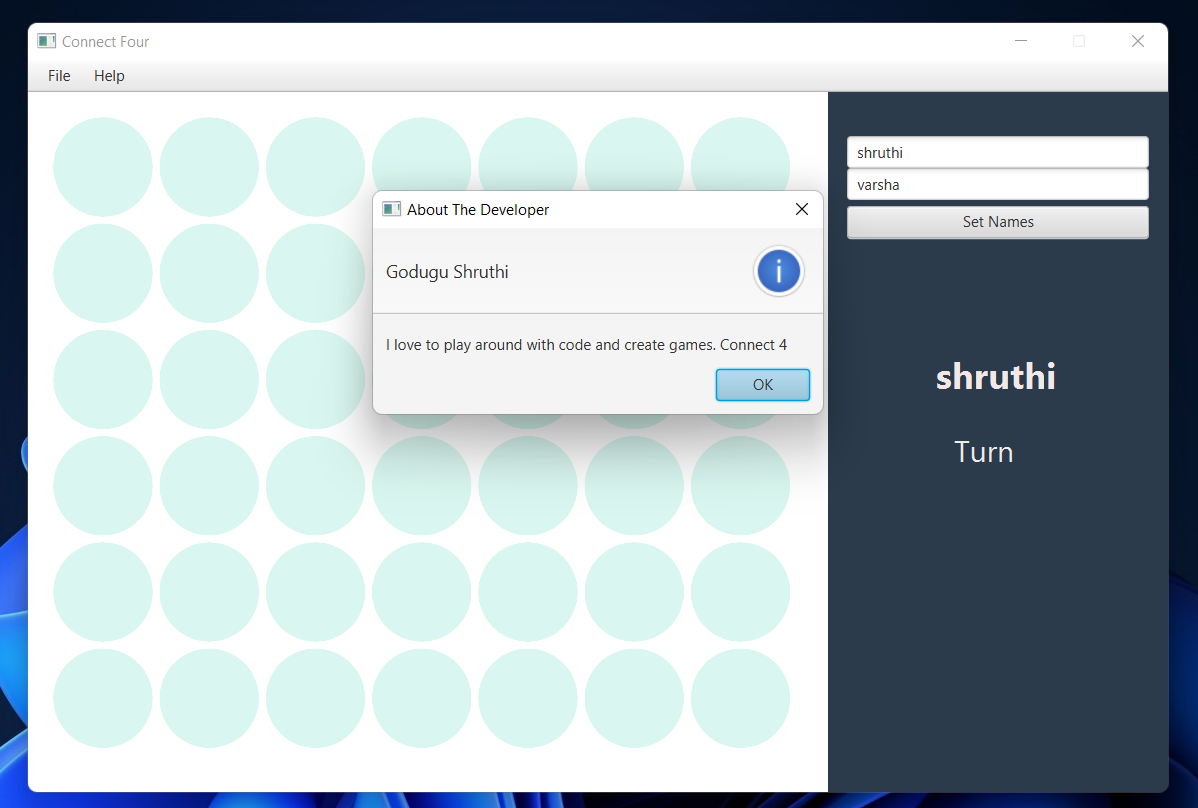 Connect Four
File Help
About The Developer
Godugu Shruthi
I love to play around with code and create games. Connect 4
OK
shruthi
varsha
Set Names
shruthi
Turn